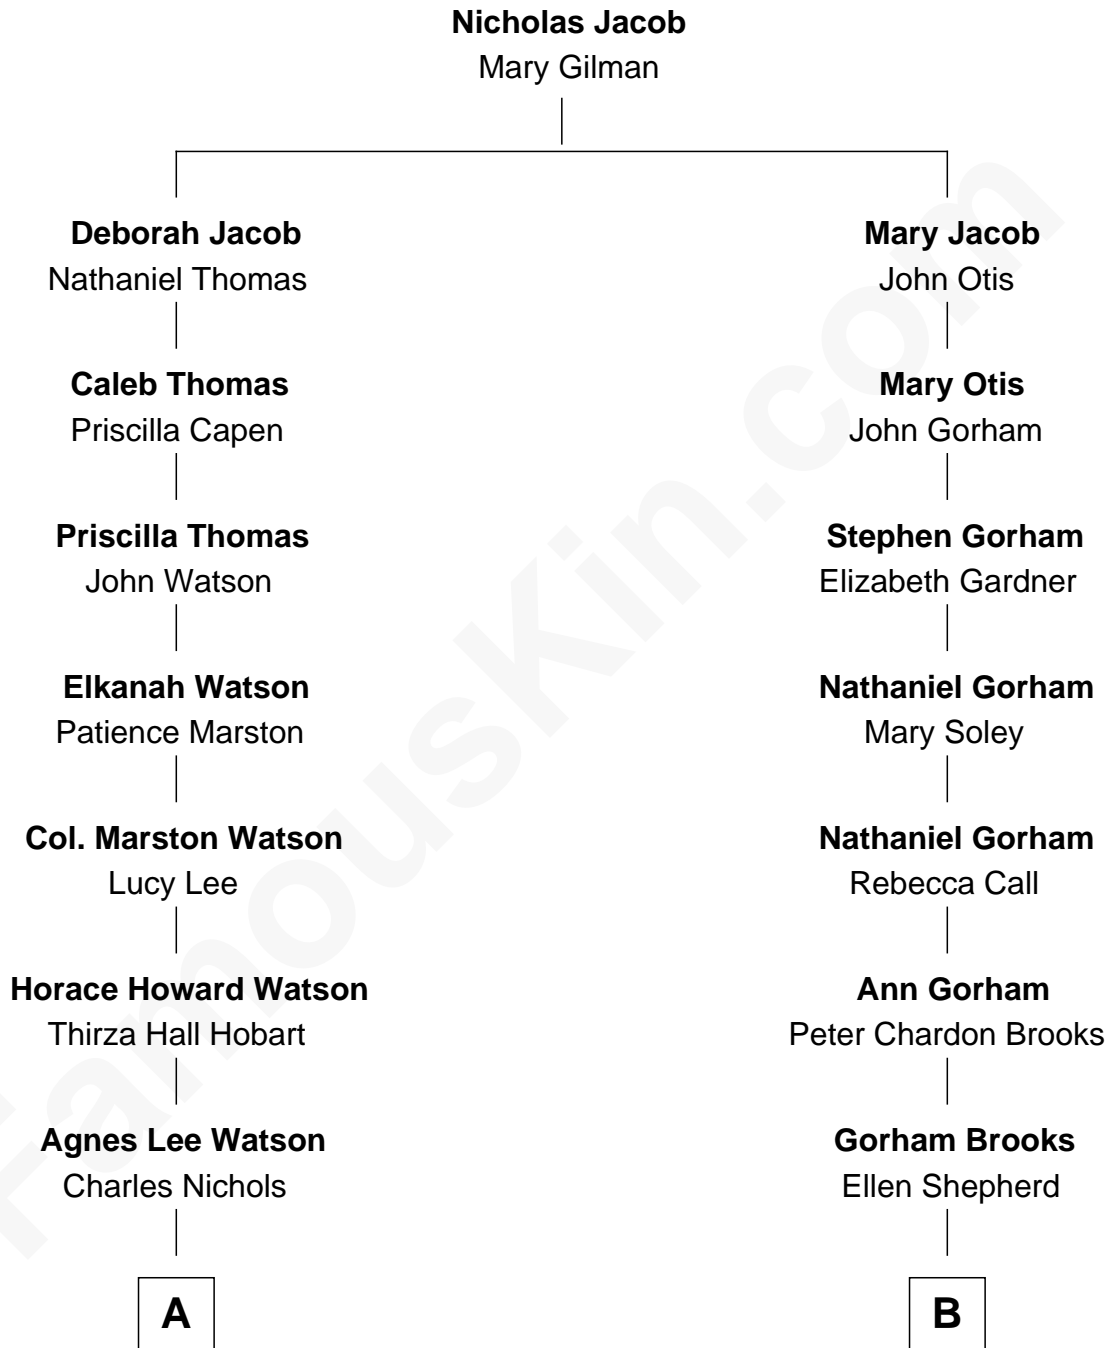 Nicholas Jacob
Mary Gilman
Deborah Jacob
Nathaniel Thomas
Mary Jacob
John Otis
Caleb Thomas
Priscilla Capen
Mary Otis
John Gorham
Priscilla Thomas
John Watson
Stephen Gorham
Elizabeth Gardner
Elkanah Watson
Patience Marston
Nathaniel Gorham
Mary Soley
Col. Marston Watson
Lucy Lee
Nathaniel Gorham
Rebecca Call
Horace Howard Watson
Thirza Hall Hobart
Ann Gorham
Peter Chardon Brooks
Agnes Lee Watson
Charles Nichols
Gorham Brooks
Ellen Shepherd
A
B
FamousKin.com